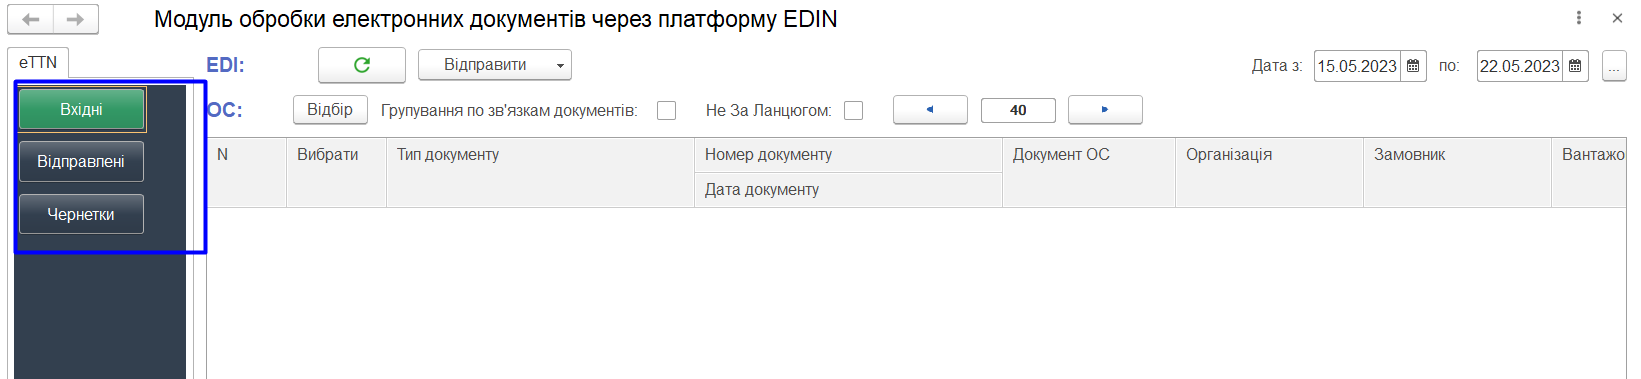 Модуль обробки електронних документів через платформу EDIN
eTTN
EDI: Відправити Дата з: 15.05.2023 по: 22.05.2023 ...
Вхідні
ОС: Відбір Групування по зв'язкам документів: Не За Ланцюгом: 40
Відправлені
N Вибрати Тип документу Номер документу Документ ОС Організація Замовник Вантажо
Дата документу
Чернетки